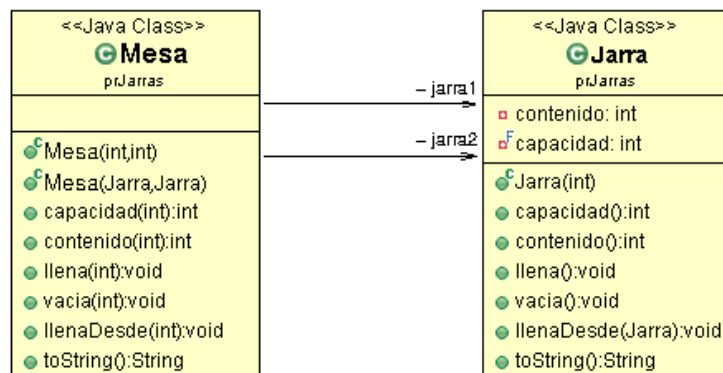 <<Java Class>>
C Mesa
prJarras
C Mesa(int,int)
C Mesa(Jarra,Jarra)
capacidad(int):int
contenido(int):int
llena(int):void
vacia(int):void
llenaDesde(int):void
toString():String
– jarra1
– jarra2
<<Java Class>>
C Jarra
prJarras
contenido: int
F capacidad: int
C Jarra(int)
capacidad():int
contenido():int
llena():void
vacia():void
llenaDesde(Jarra):void
toString():String